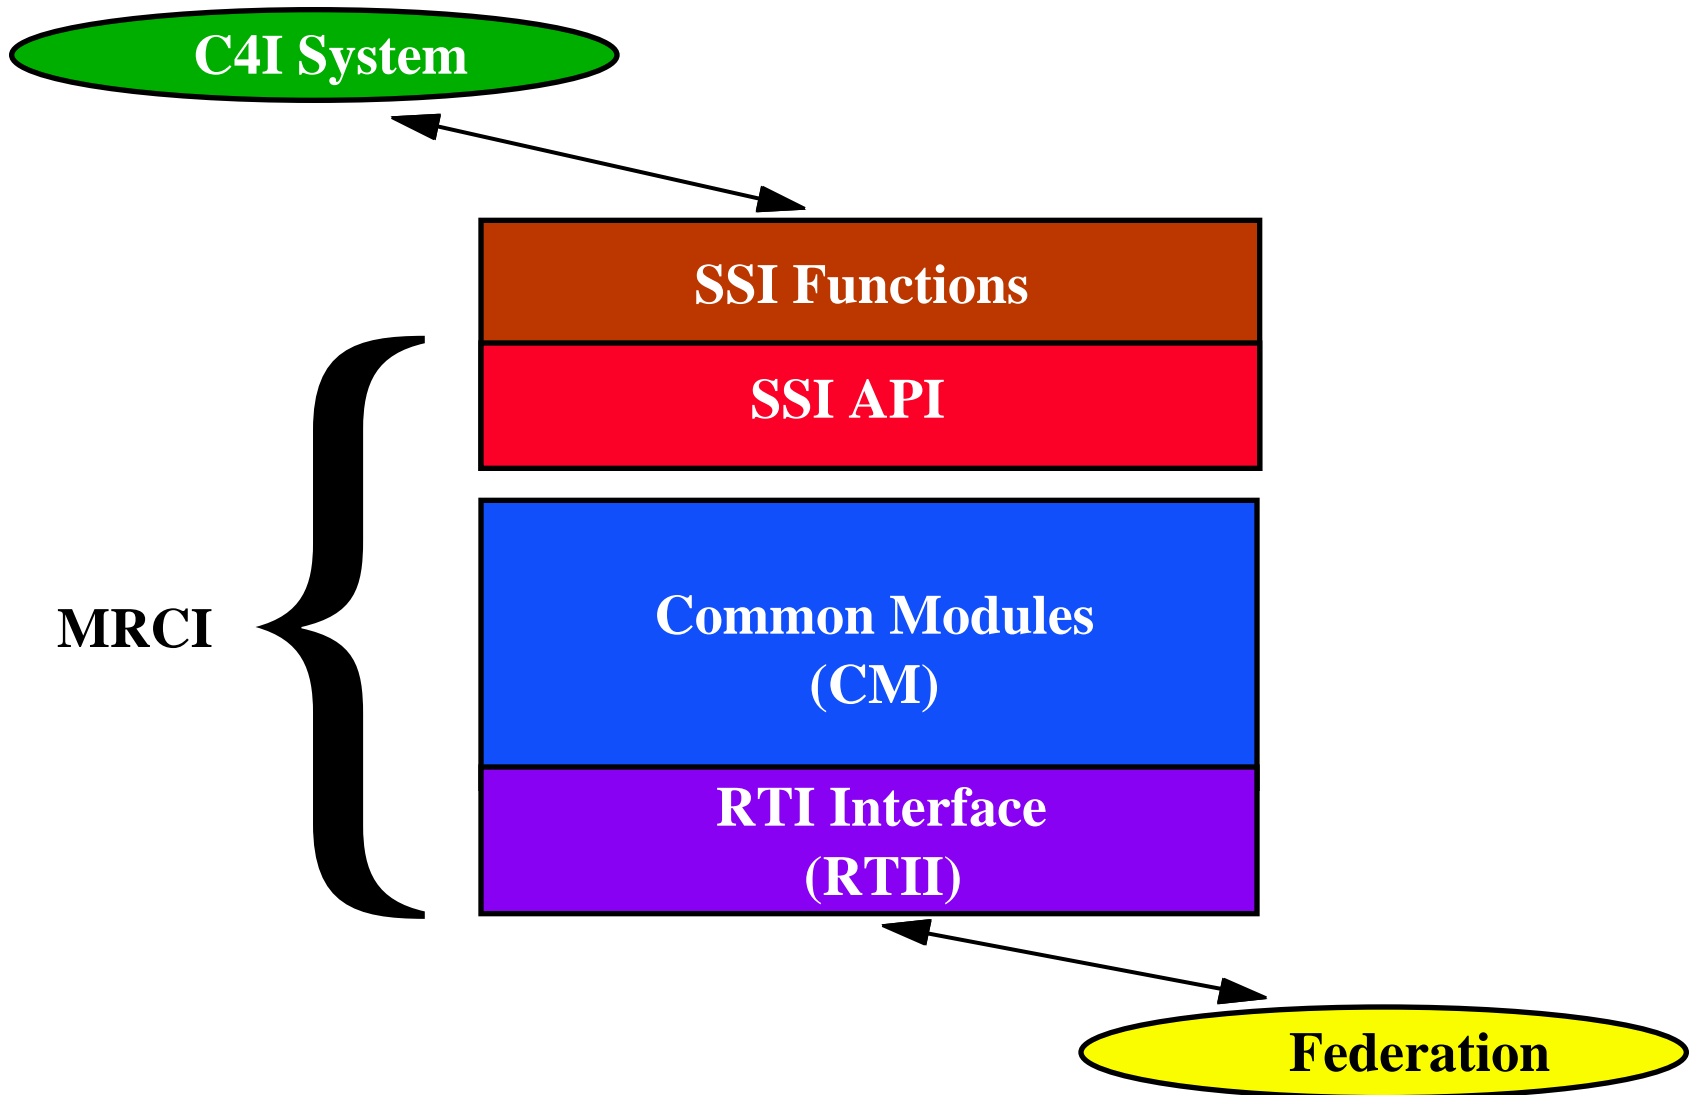 C4I System
SSI Functions
SSI API
Common Modules
(CM)
MRCI
RTI Interface
(RTII)
Federation